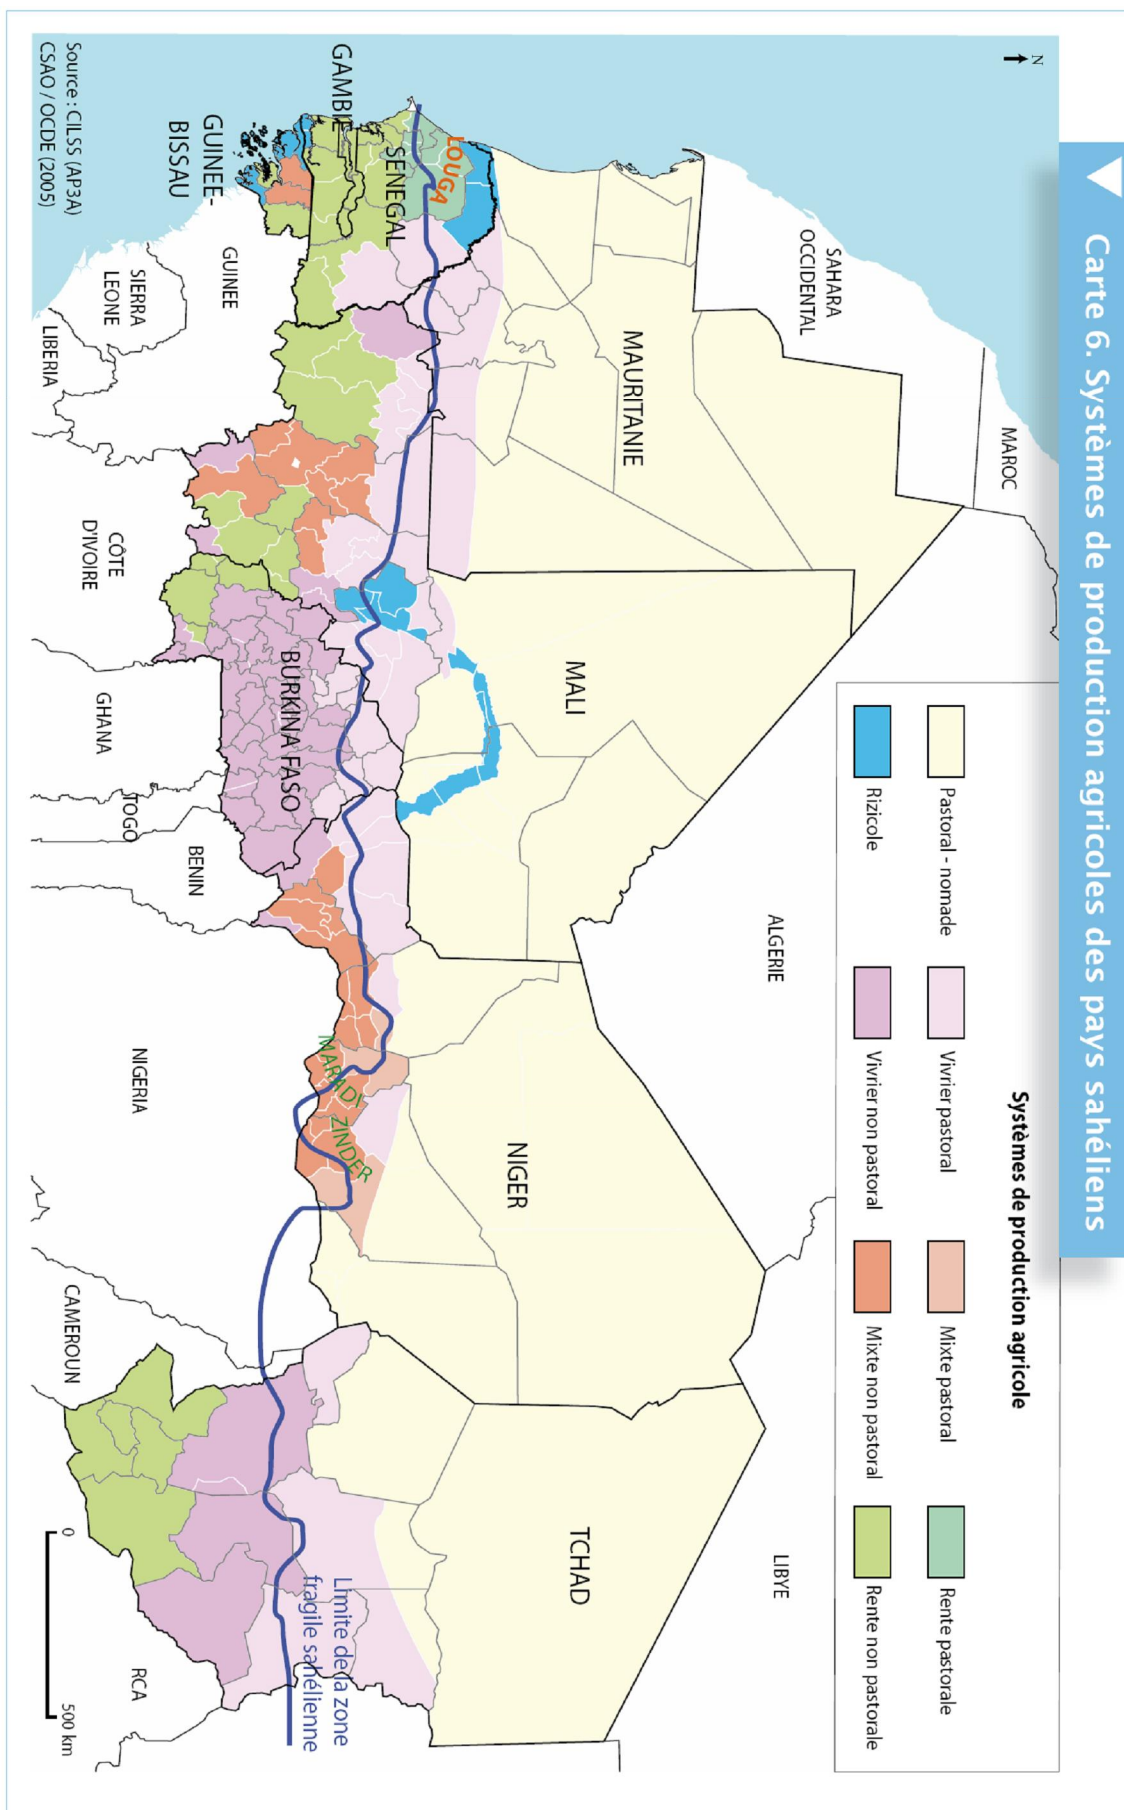 Carte 6. Systèmes de production agricoles des pays sahéliens
Systèmes de production agricole
Pastoral - nomade
Vivrier pastoral
Mixte pastoral
Rente pastorale
Rizicole
Vivrier non pastoral
Mixte non pastoral
Rente non pastorale
N
MAROC
SAHARA
OCCIDENTAL
ALGERIE
LIBYE
MAURITANIE
MALI
NIGER
TCHAD
LOUGA
SENEGAL
GAMBIE
GUINEE-
BISSAU
GUINEE
SIERRA
LEONE
LIBERIA
CÔTE
D'IVOIRE
BURKINA FASO
GHANA
TOGO
BENIN
MARADI
ZINDER
NIGERIA
CAMEROUN
RCA
Limite de la zone
fragile sahélienne
0
500 km
Source : CILSS (AP3A)
CSAO / OCDE (2005)